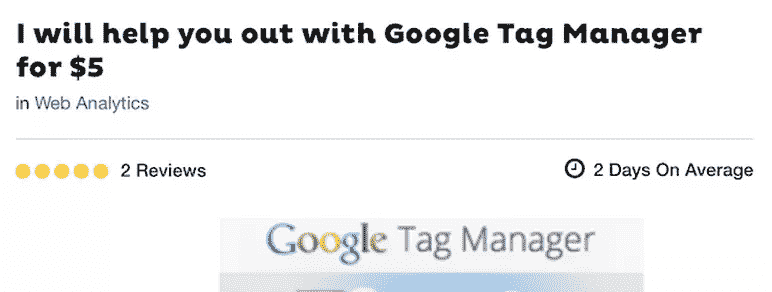 I will help you out with Google Tag Manager
for $5
in Web Analytics
2 Reviews
2 Days On Average
Google Tag Manager